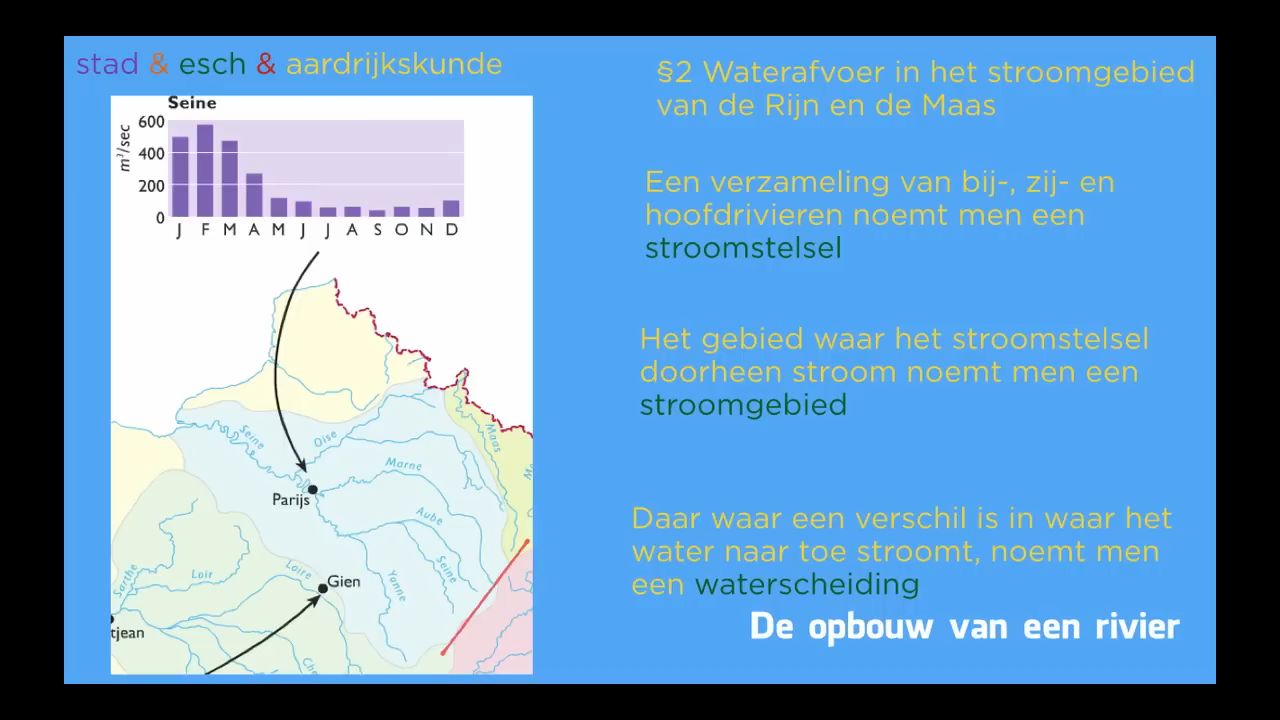 stad & esch & aardrijkskunde
§2 Waterafvoer in het stroomgebied
van de Rijn en de Maas
Seine
m³/sec
600
400
200
0
J F M A M J J A S O N D
Een verzameling van bij-, zij- en
hoofdrivieren noemt men een
stroomstelsel
Het gebied waar het stroomstelsel
doorheen stroom noemt men een
stroomgebied
Daar waar een verschil is in waar het
water naar toe stroomt, noemt men
een waterscheiding
De opbouw van een rivier
Seine
Oise
Maas
Marne
Parijs
Aube
Seine
Yonne
Sarthe
Loir
Loire
Gien
tjean